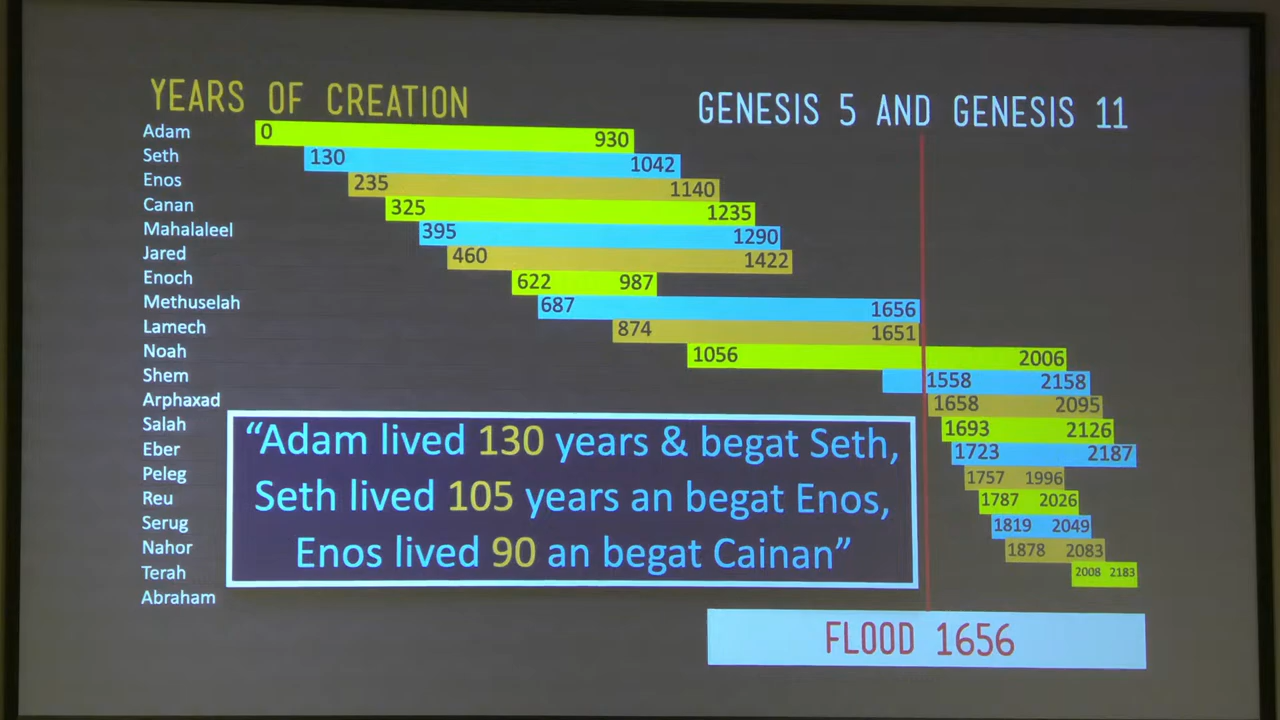 YEARS OF CREATION
GENESIS 5 AND GENESIS 11
Adam 0 930
Seth 130 1042
Enos 235 1140
Canan 325 1235
Mahalaleel 395 1290
Jared 460 1422
Enoch 622 987
Methuselah 687 1656
Lamech 874 1651
Noah 1056 2006
Shem 1558 2158
Arphaxad 1658 2095
Salah 1693 2126
Eber 1723 2187
Peleg 1757 1996
Reu 1787 2026
Serug 1819 2049
Nahor 1878 2083
Terah 2008 2183
Abraham
“Adam lived 130 years & begat Seth,
Seth lived 105 years an begat Enos,
Enos lived 90 an begat Cainan”
FLOOD 1656